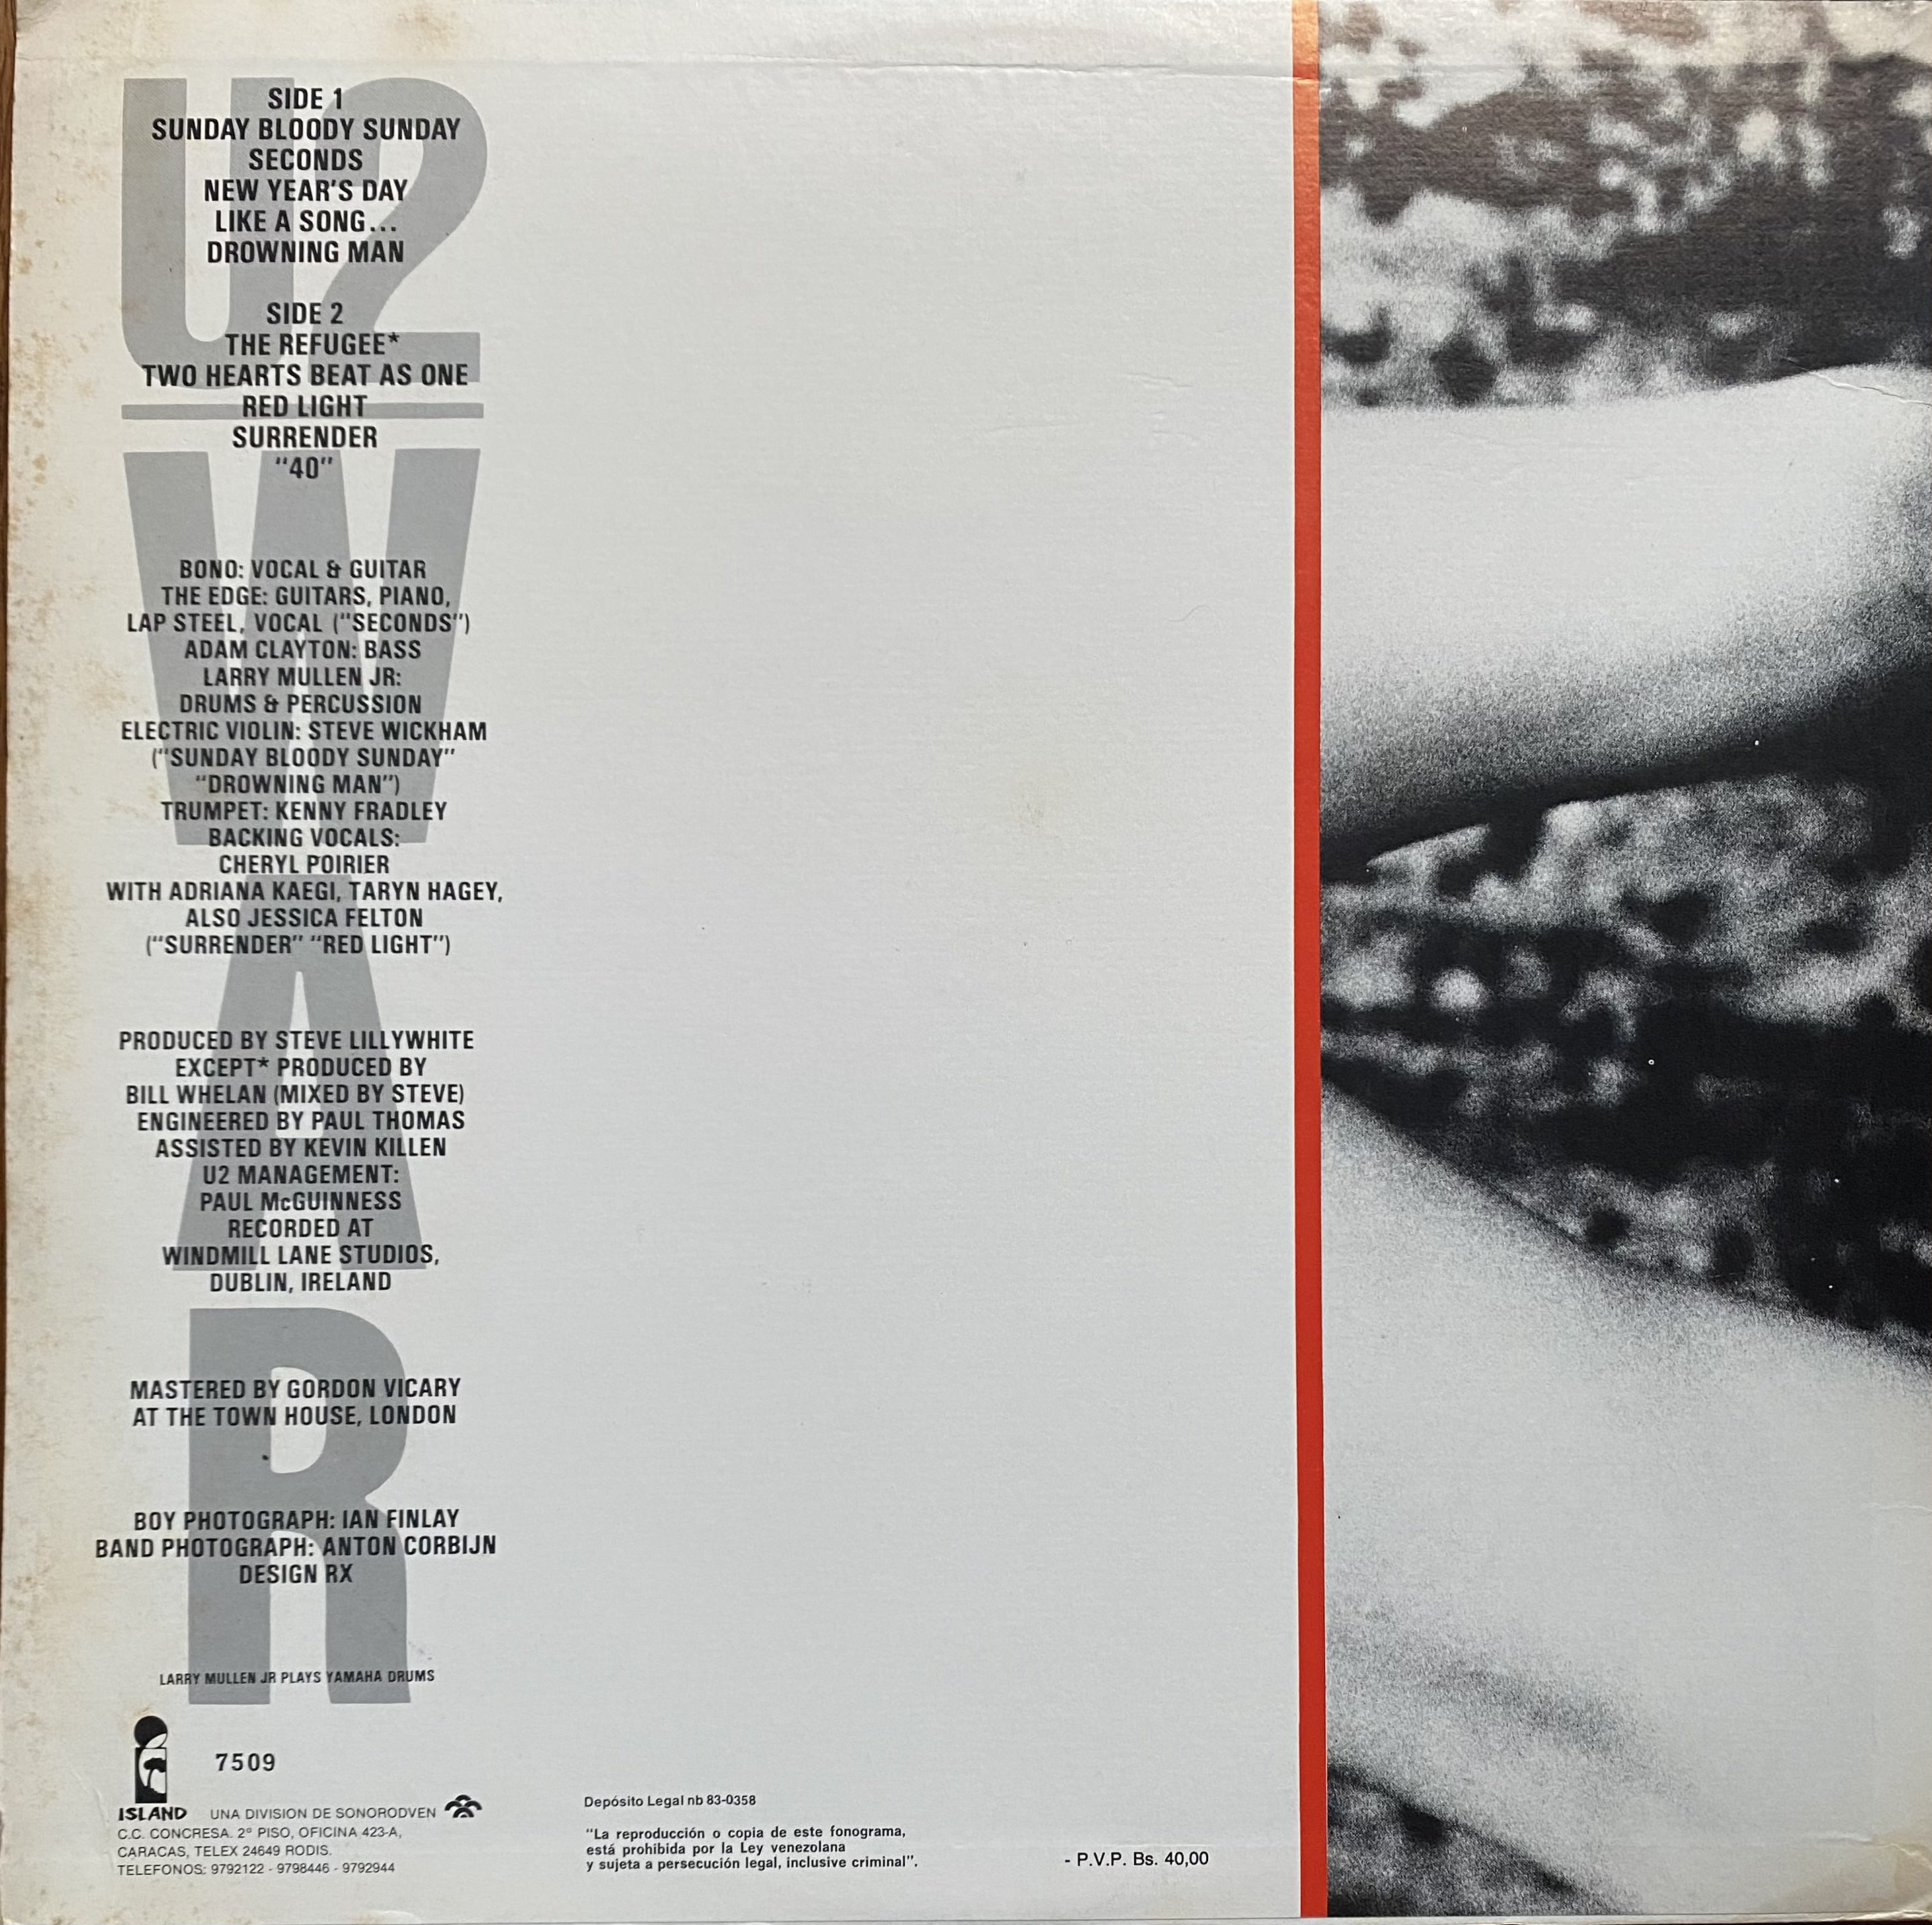 U2
WAR
SIDE 1
SUNDAY BLOODY SUNDAY
SECONDS
NEW YEAR'S DAY
LIKE A SONG...
DROWNING MAN
SIDE 2
THE REFUGEE*
TWO HEARTS BEAT AS ONE
RED LIGHT
SURRENDER
"40"
BONO: VOCAL & GUITAR
THE EDGE: GUITARS, PIANO,
LAP STEEL, VOCAL ("SECONDS")
ADAM CLAYTON: BASS
LARRY MULLEN JR:
DRUMS & PERCUSSION
ELECTRIC VIOLIN: STEVE WICKHAM
("SUNDAY BLOODY SUNDAY"
"DROWNING MAN")
TRUMPET: KENNY FRADLEY
BACKING VOCALS:
CHERYL POIRIER
WITH ADRIANA KAEGI, TARYN HAGEY,
ALSO JESSICA FELTON
("SURRENDER" "RED LIGHT")
PRODUCED BY STEVE LILLYWHITE
EXCEPT* PRODUCED BY
BILL WHELAN (MIXED BY STEVE)
ENGINEERED BY PAUL THOMAS
ASSISTED BY KEVIN KILLEN
U2 MANAGEMENT:
PAUL McGUINNESS
RECORDED AT
WINDMILL LANE STUDIOS,
DUBLIN, IRELAND
MASTERED BY GORDON VICARY
AT THE TOWN HOUSE, LONDON
BOY PHOTOGRAPH: IAN FINLAY
BAND PHOTOGRAPH: ANTON CORBIJN
DESIGN RX
LARRY MULLEN JR PLAYS YAMAHA DRUMS
7509
ISLAND UNA DIVISION DE SONORODVEN
C.C. CONCRESA. 2º PISO, OFICINA 423-A,
CARACAS, TELEX 24649 RODIS.
TELEFONOS: 9792122 - 9798446 - 9792944
Depósito Legal nb 83-0358
"La reproducción o copia de este fonograma,
está prohibida por la Ley venezolana
y sujeta a persecución legal, inclusive criminal".
- P.V.P. Bs. 40,00